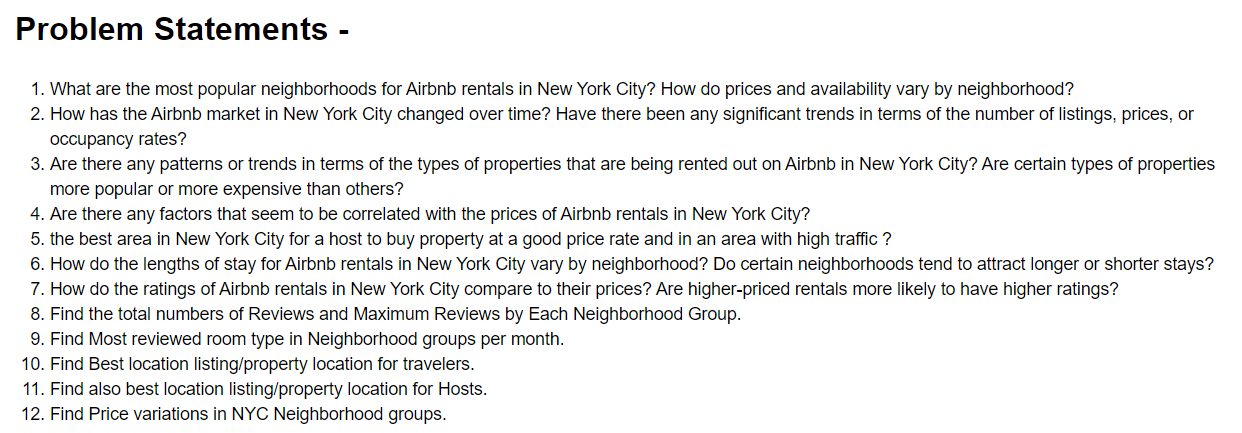 Problem Statements -
1. What are the most popular neighborhoods for Airbnb rentals in New York City? How do prices and availability vary by neighborhood?
2. How has the Airbnb market in New York City changed over time? Have there been any significant trends in terms of the number of listings, prices, or
occupancy rates?
3. Are there any patterns or trends in terms of the types of properties that are being rented out on Airbnb in New York City? Are certain types of properties
more popular or more expensive than others?
4. Are there any factors that seem to be correlated with the prices of Airbnb rentals in New York City?
5. the best area in New York City for a host to buy property at a good price rate and in an area with high traffic ?
6. How do the lengths of stay for Airbnb rentals in New York City vary by neighborhood? Do certain neighborhoods tend to attract longer or shorter stays?
7. How do the ratings of Airbnb rentals in New York City compare to their prices? Are higher-priced rentals more likely to have higher ratings?
8. Find the total numbers of Reviews and Maximum Reviews by Each Neighborhood Group.
9. Find Most reviewed room type in Neighborhood groups per month.
10. Find Best location listing/property location for travelers.
11. Find also best location listing/property location for Hosts.
12. Find Price variations in NYC Neighborhood groups.